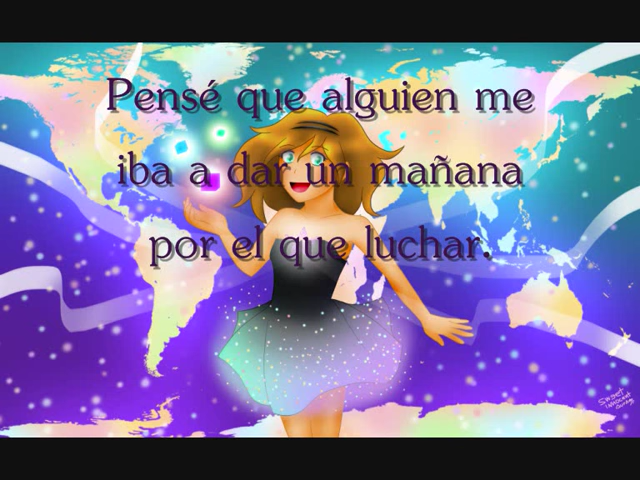 Pensé que alguien me
iba a dar un mañana
por el que luchar.